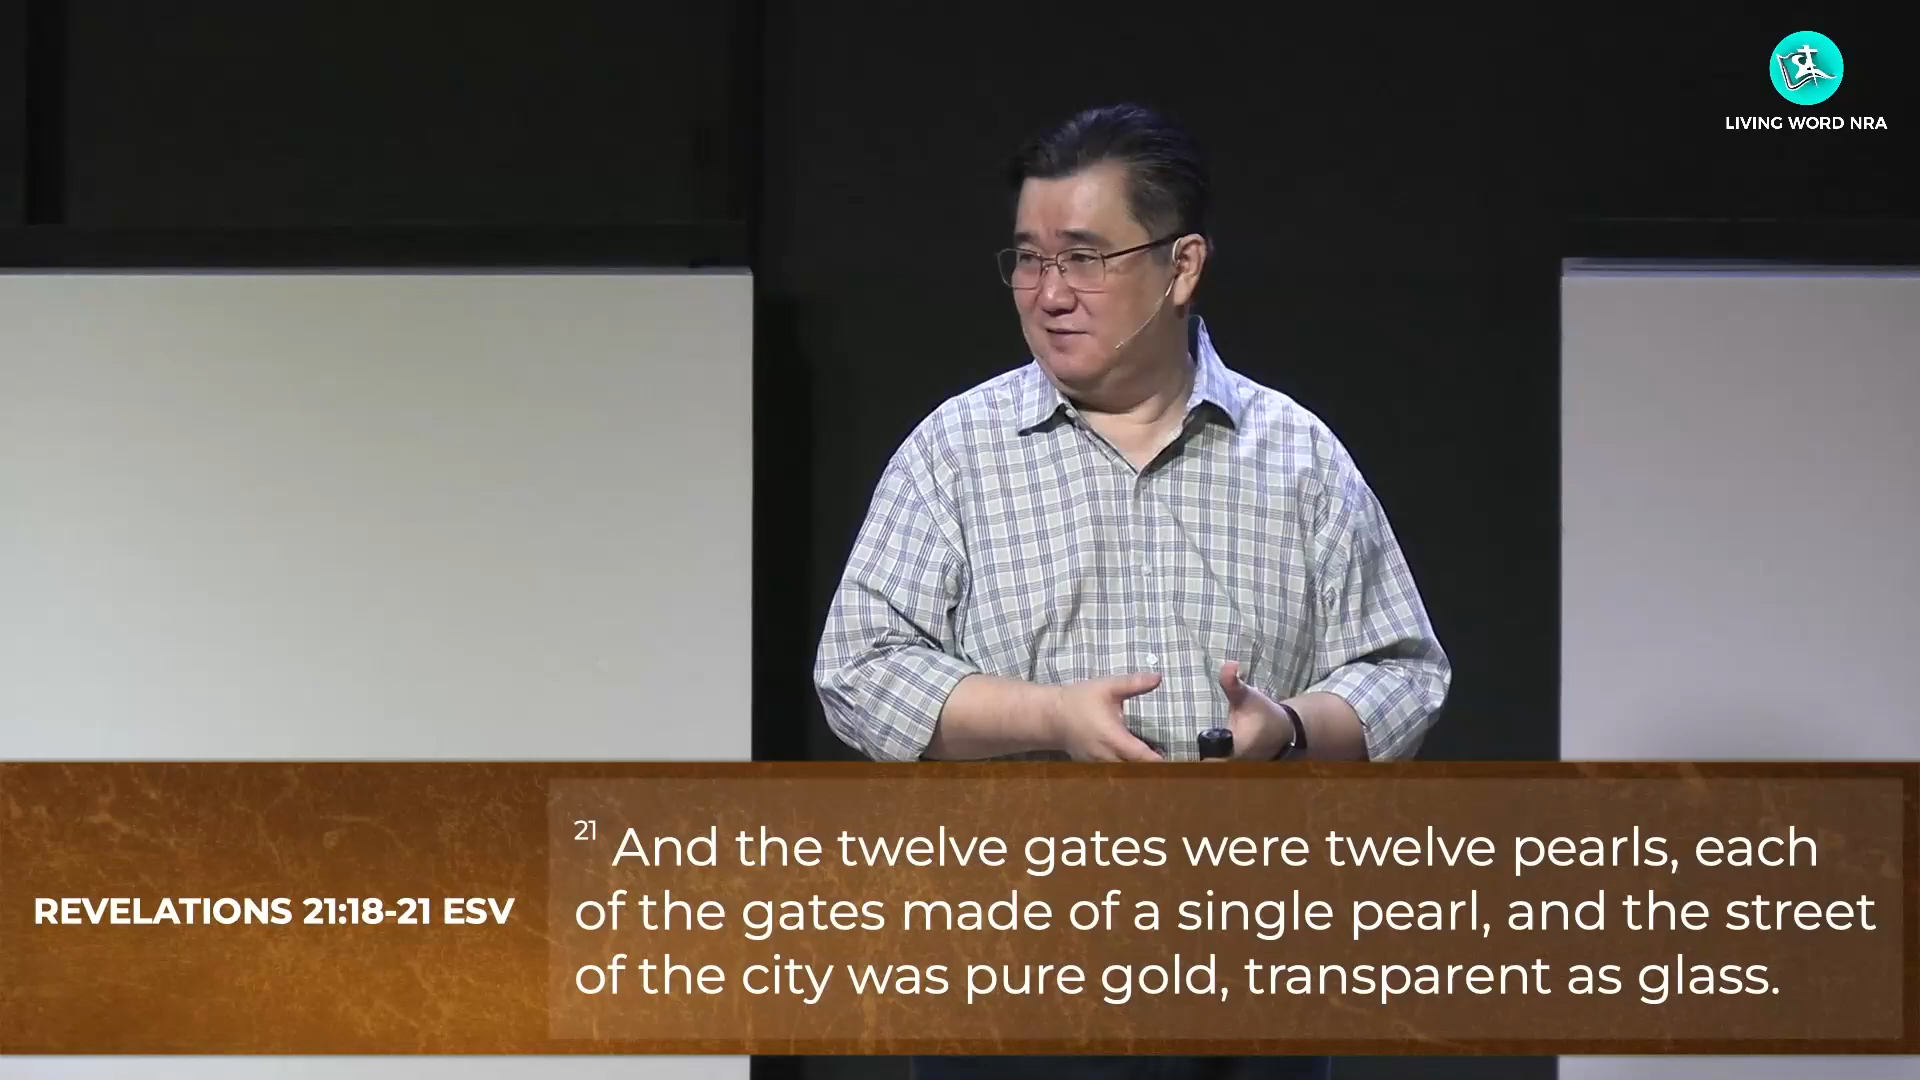 LIVING WORD NRA
REVELATIONS 21:18-21 ESV
21 And the twelve gates were twelve pearls, each
of the gates made of a single pearl, and the street
of the city was pure gold, transparent as glass.